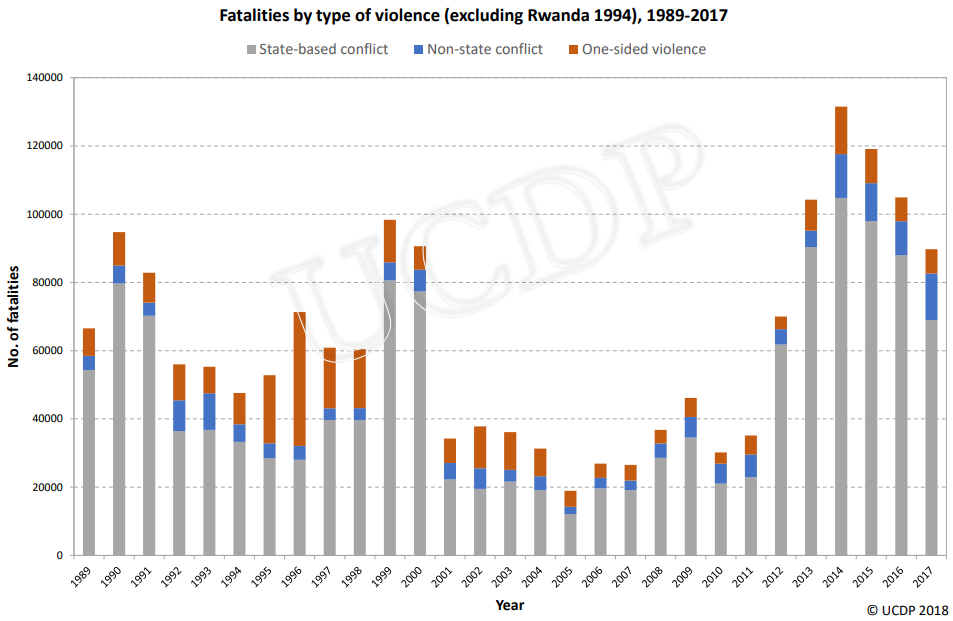 Fatalities by type of violence (excluding Rwanda 1994), 1989-2017
State-based conflict Non-state conflict One-sided violence
140000
120000
100000
80000
60000
40000
20000
0
No. of fatalities
UCDP
1989 1990 1991 1992 1993 1994 1995 1996 1997 1998 1999 2000 2001 2002 2003 2004 2005 2006 2007 2008 2009 2010 2011 2012 2013 2014 2015 2016 2017
Year
© UCDP 2018